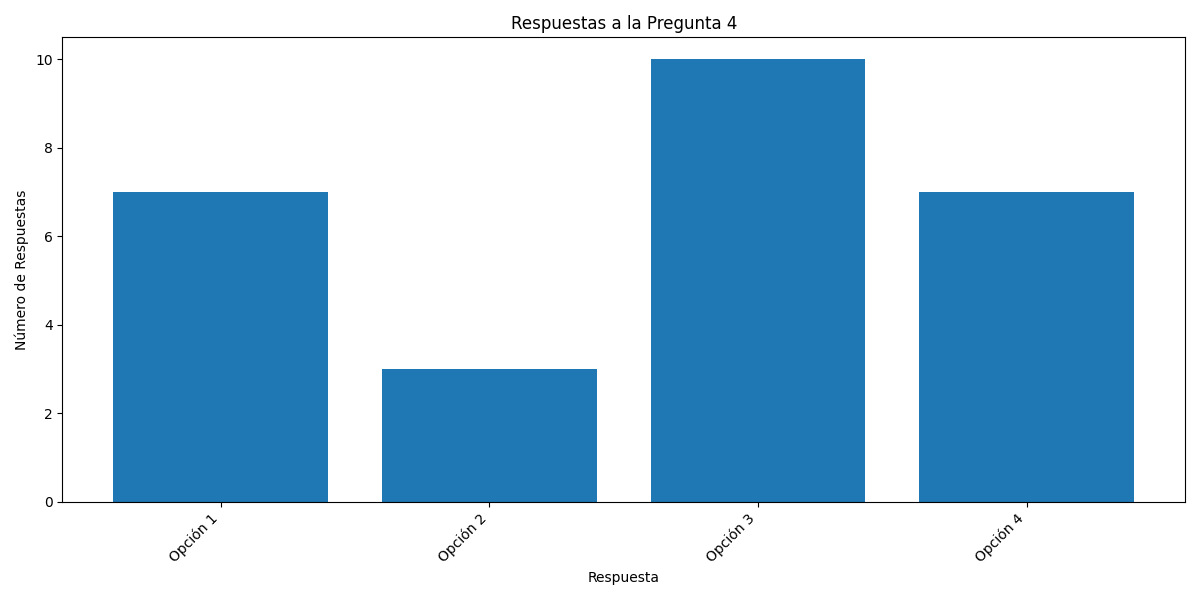 Respuestas a la Pregunta 4
Número de Respuestas
10
8
6
4
2
0
Opción 1
Opción 2
Opción 3
Opción 4
Respuesta